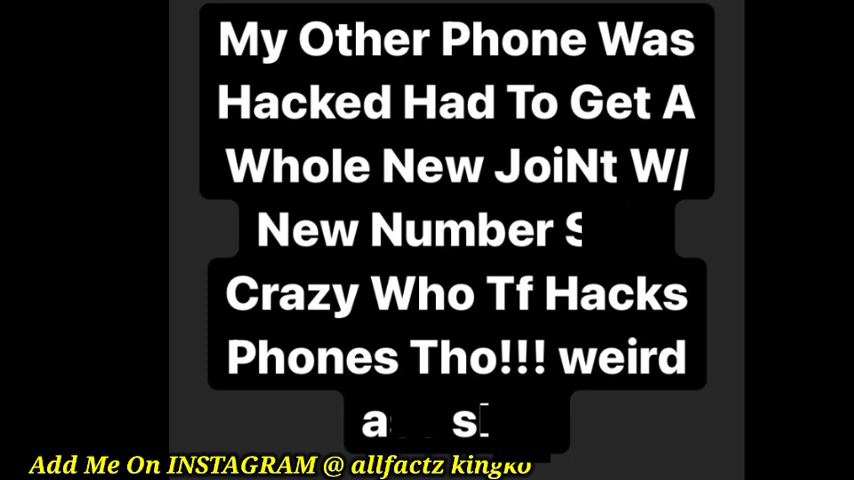 My Other Phone Was
Hacked Had To Get A
Whole New JoiNt W/
New Number S
Crazy Who Tf Hacks
Phones Tho!!! weird
a s
Add Me On INSTAGRAM @ allfactz kingko